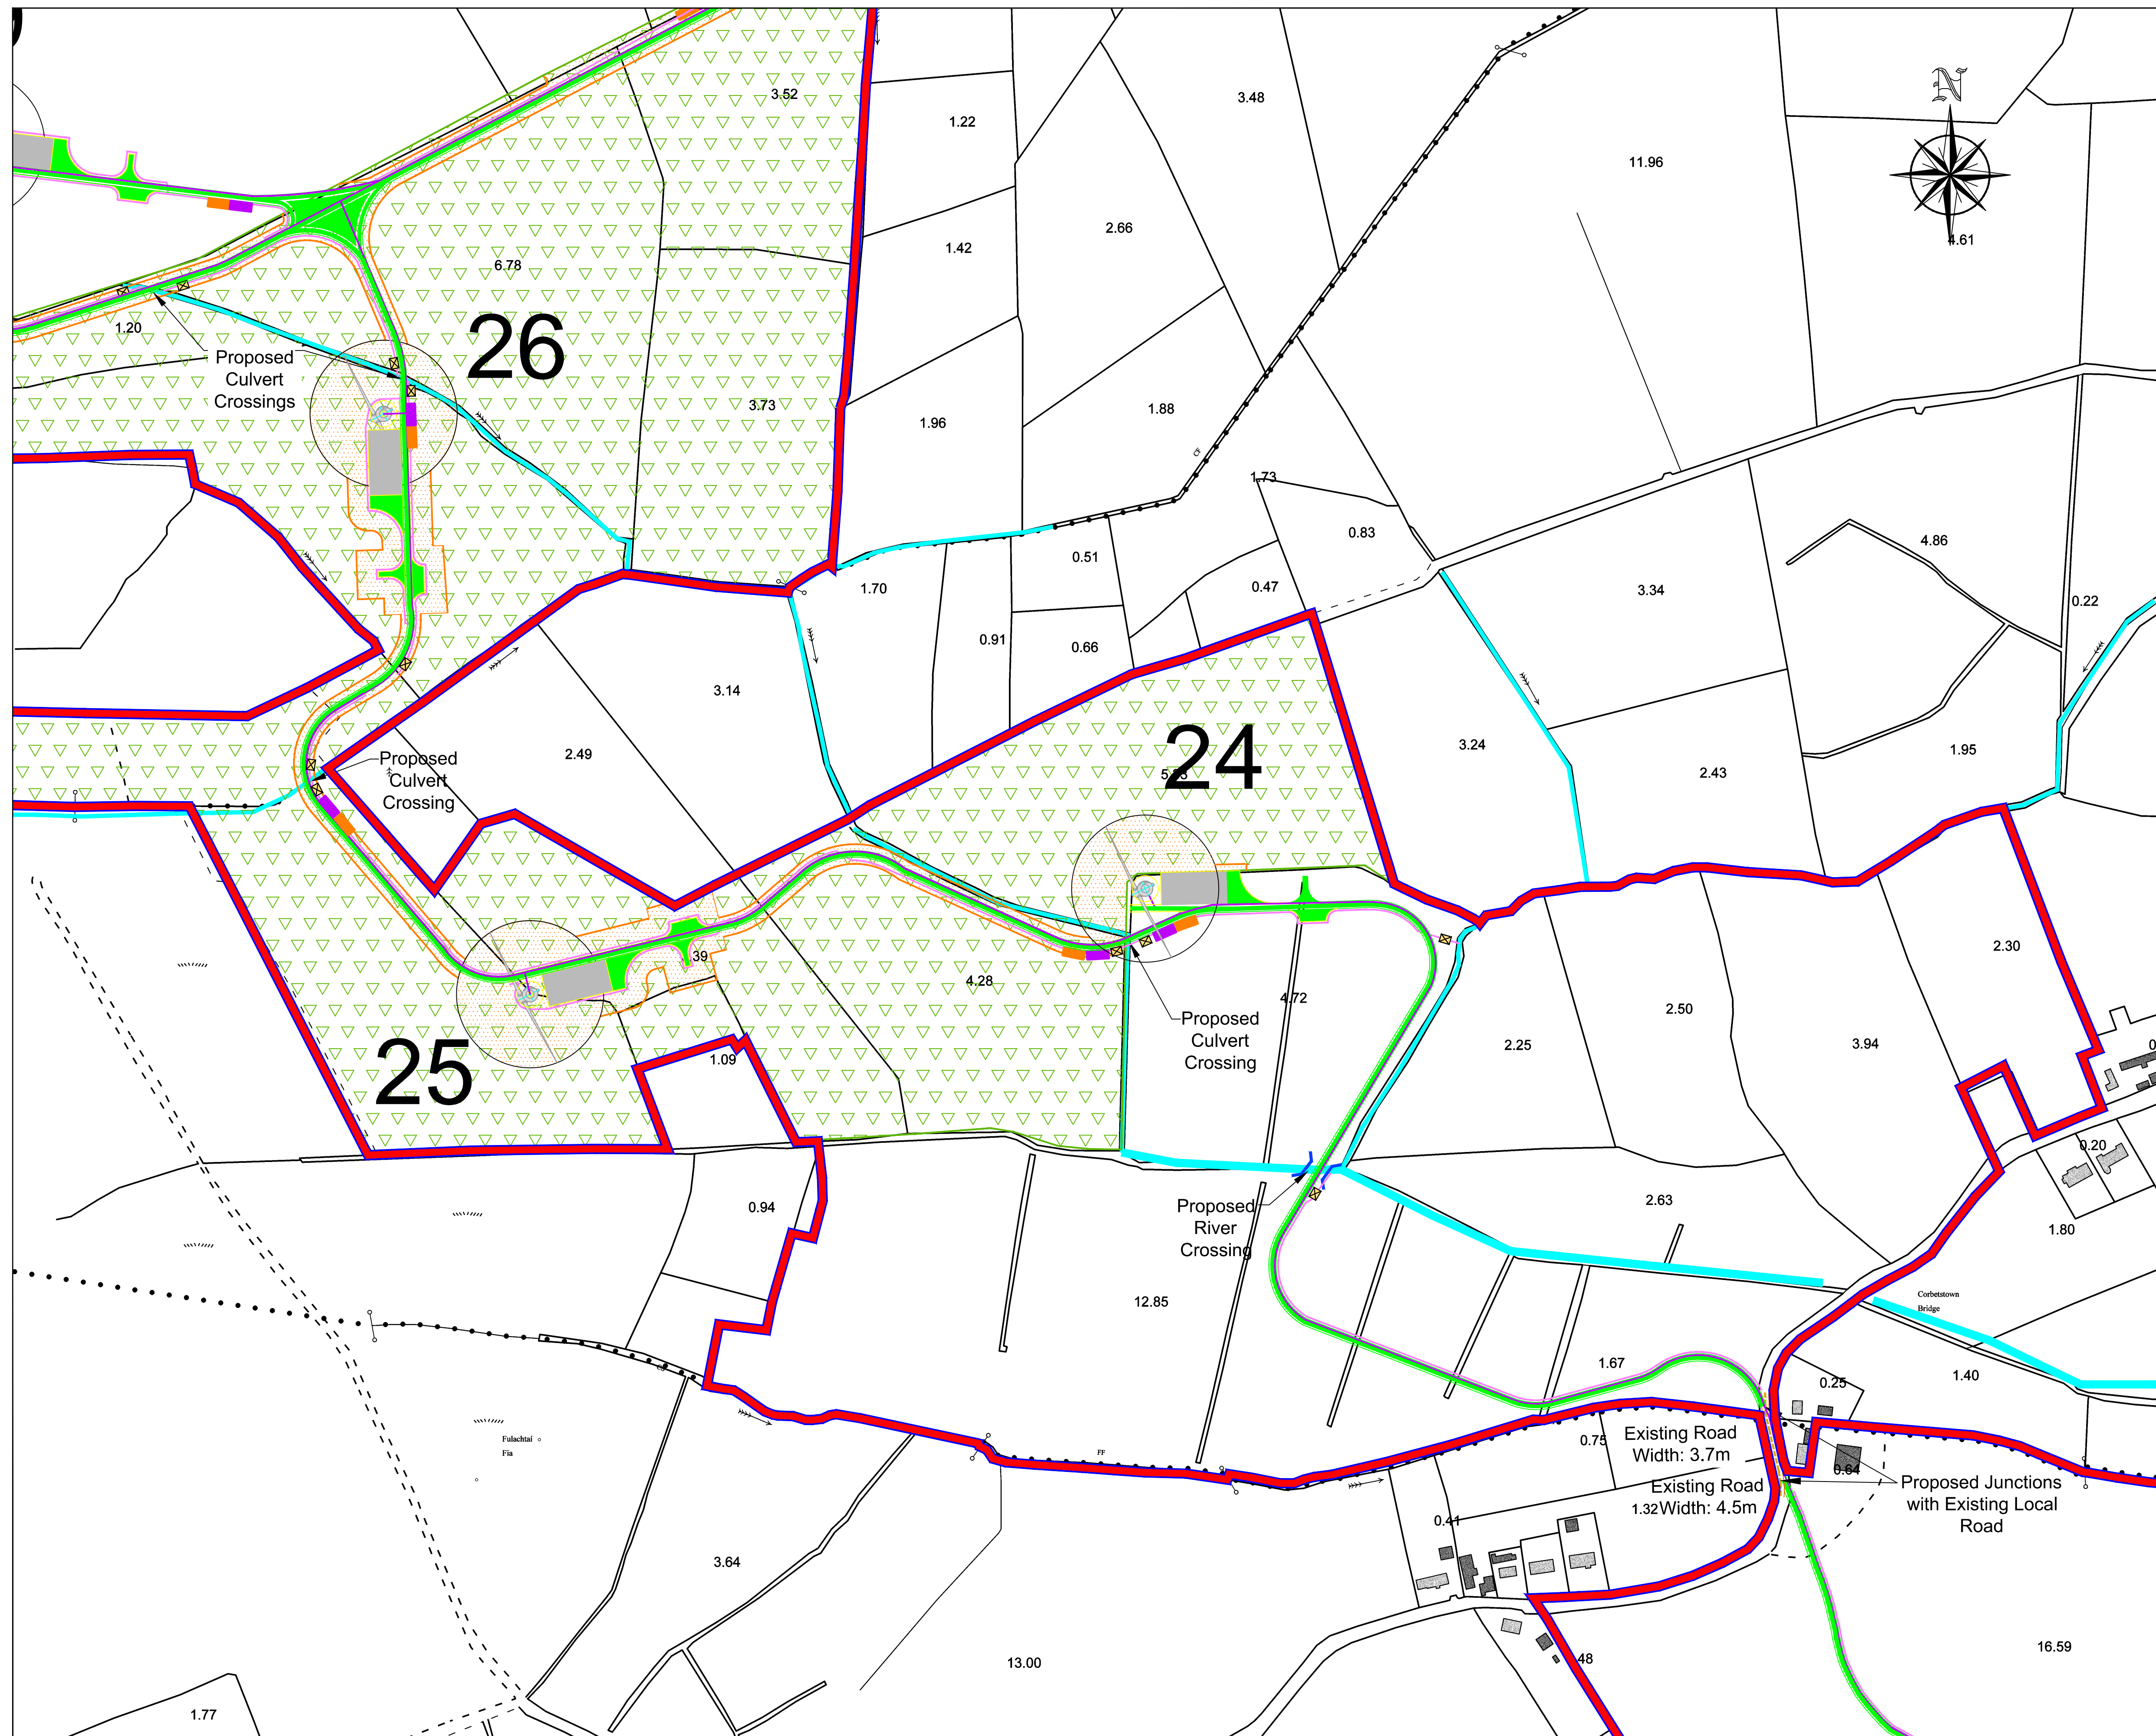 N
3.52
3.48
1.22
11.96
2.66
4.61
1.42
6.78
1.20
26
Proposed
Culvert
Crossings
3.73
1.88
1.96
CF
1.73
0.83
4.86
0.51
1.70
0.47
3.34
0.22
0.91
0.66
3.14
24
3.24
1.95
2.49
2.43
Proposed
Culvert
Crossing
2.30
.39
4.28
4.72
2.50
Proposed
Culvert
Crossing
2.25
3.94
25
1.09
0.20
0.94
Proposed
River
Crossing
2.63
1.80
12.85
Corbetstown
Bridge
1.67
0.25
1.40
Existing Road
Width: 3.7m
0.75
Fulachtaí
Fia
FF
0.64
Existing Road
1.32 Width: 4.5m
Proposed Junctions
with Existing Local
Road
0.41
3.64
13.00
48
16.59
1.77